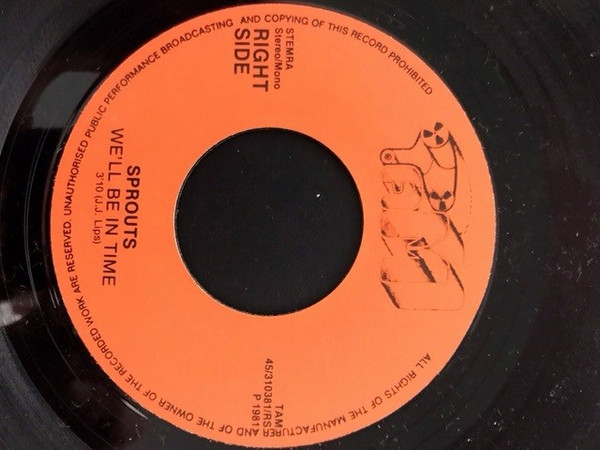 ALL RIGHTS OF THE MANUFACTURER AND OF THE OWNER OF THE RECORDED WORK ARE RESERVED. UNAUTHORISED PUBLIC PERFORMANCE BROADCASTING AND COPYING OF THIS RECORD PROHIBITED
STEMRA
Stereo/Mono
RIGHT
SIDE
TAM
45/310381/RS
P 1981
SPROUTS
WE'LL BE IN TIME
3:10 (J.J. Lips)